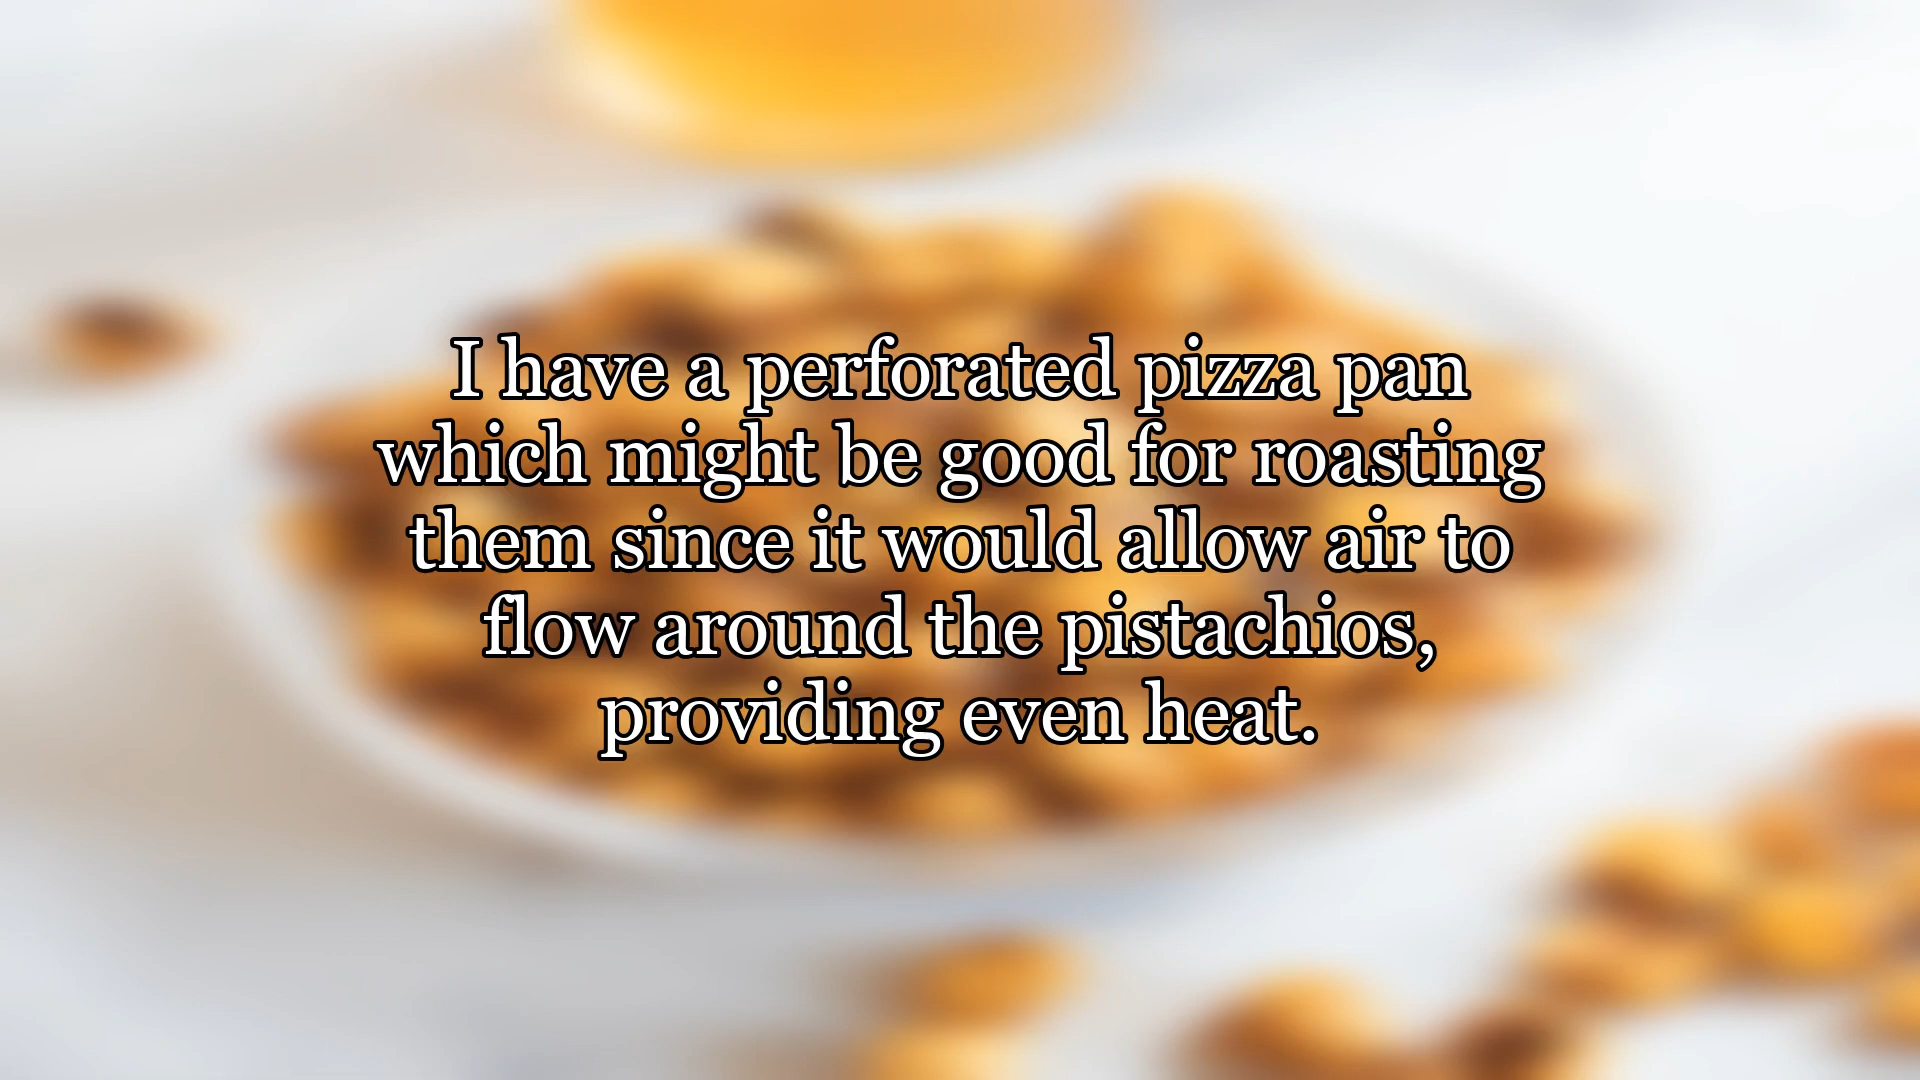 I have a perforated pizza pan
which might be good for roasting
them since it would allow air to
flow around the pistachios,
providing even heat.